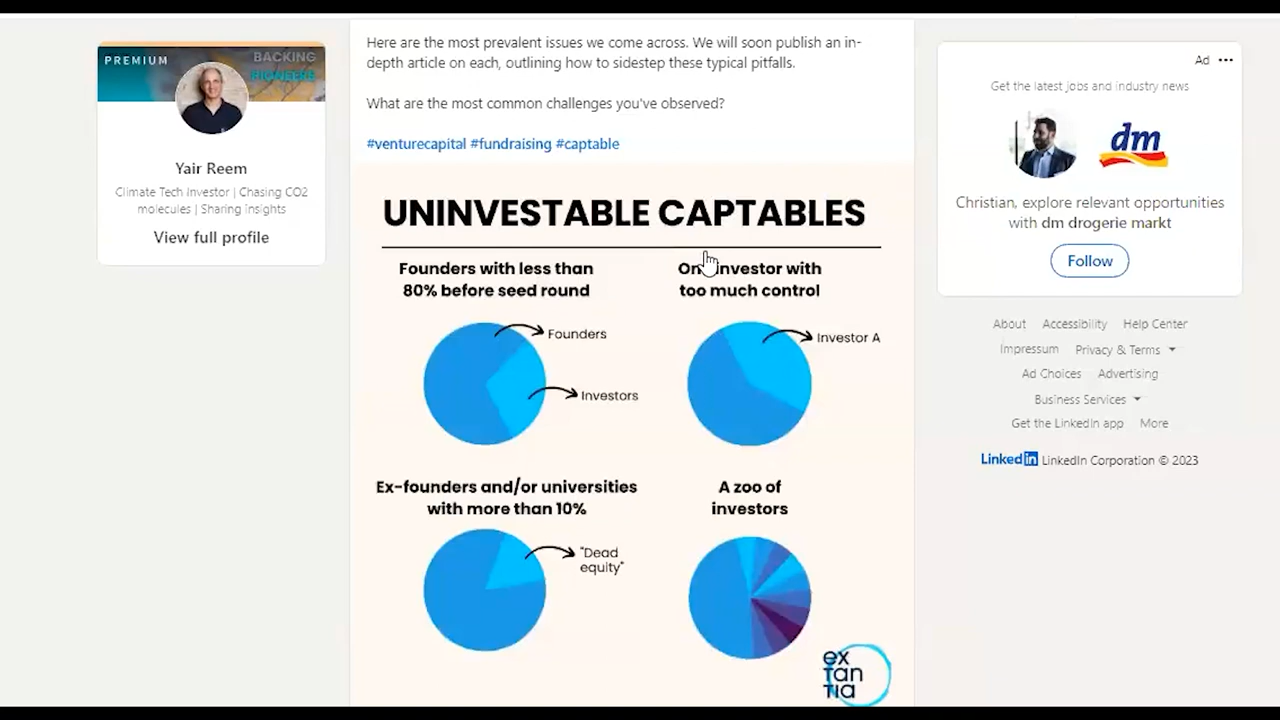 PREMIUM
BACKING
PIONEERS
Yair Reem
Climate Tech Investor | Chasing CO2
molecules | Sharing insights
View full profile
Here are the most prevalent issues we come across. We will soon publish an in-
depth article on each, outlining how to sidestep these typical pitfalls.
What are the most common challenges you've observed?
#venturecapital #fundraising #captable
UNINVESTABLE CAPTABLES
Founders with less than
80% before seed round
Founders
Investors
investor with
too much control
Investor A
Ex-founders and/or universities
with more than 10%
"Dead
equity"
A zoo of
investors
ex
tan
tia
Ad
Get the latest jobs and industry news
dm
Christian, explore relevant opportunities
with dm drogerie markt
Follow
About Accessibility Help Center
Impressum Privacy & Terms
Ad Choices Advertising
Business Services
Get the LinkedIn app More
LinkedIn LinkedIn Corporation © 2023